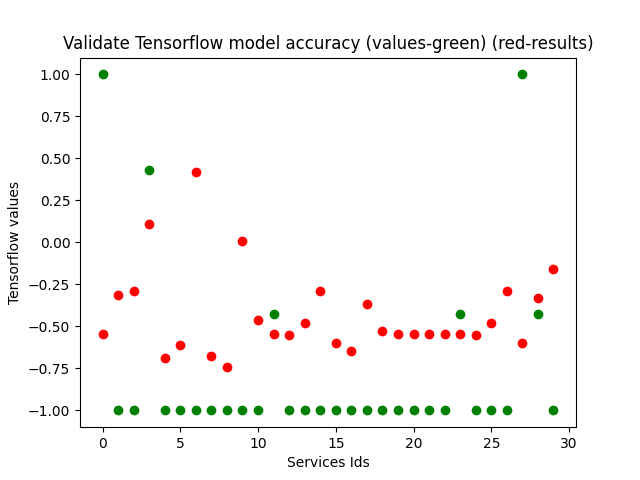 Validate Tensorflow model accuracy (values-green) (red-results)
1.00
0.75
0.50
0.25
0.00
−0.25
−0.50
−0.75
−1.00
Tensorflow values
0 5 10 15 20 25 30
Services Ids